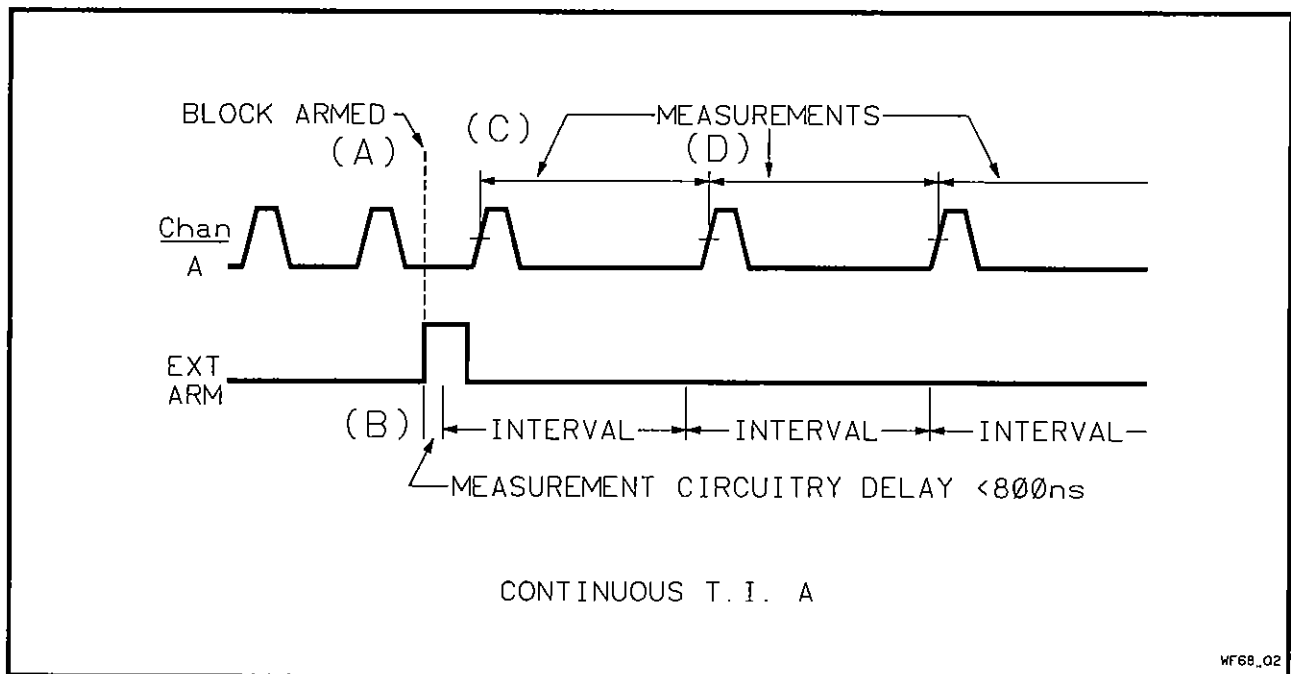 BLOCK ARMED
(A)
(C)
MEASUREMENTS
(D)
Chan
A
EXT
ARM
(B)
INTERVAL
INTERVAL
INTERVAL
MEASUREMENT CIRCUITRY DELAY <800ns
CONTINUOUS T.I. A
WF68_02